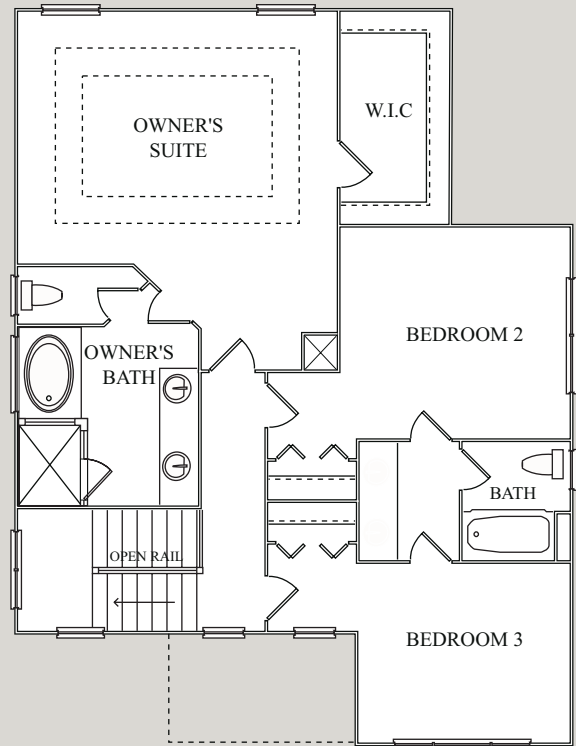 OWNER'S
SUITE
W.I.C
BEDROOM 2
OWNER'S
BATH
BATH
OPEN RAIL
BEDROOM 3